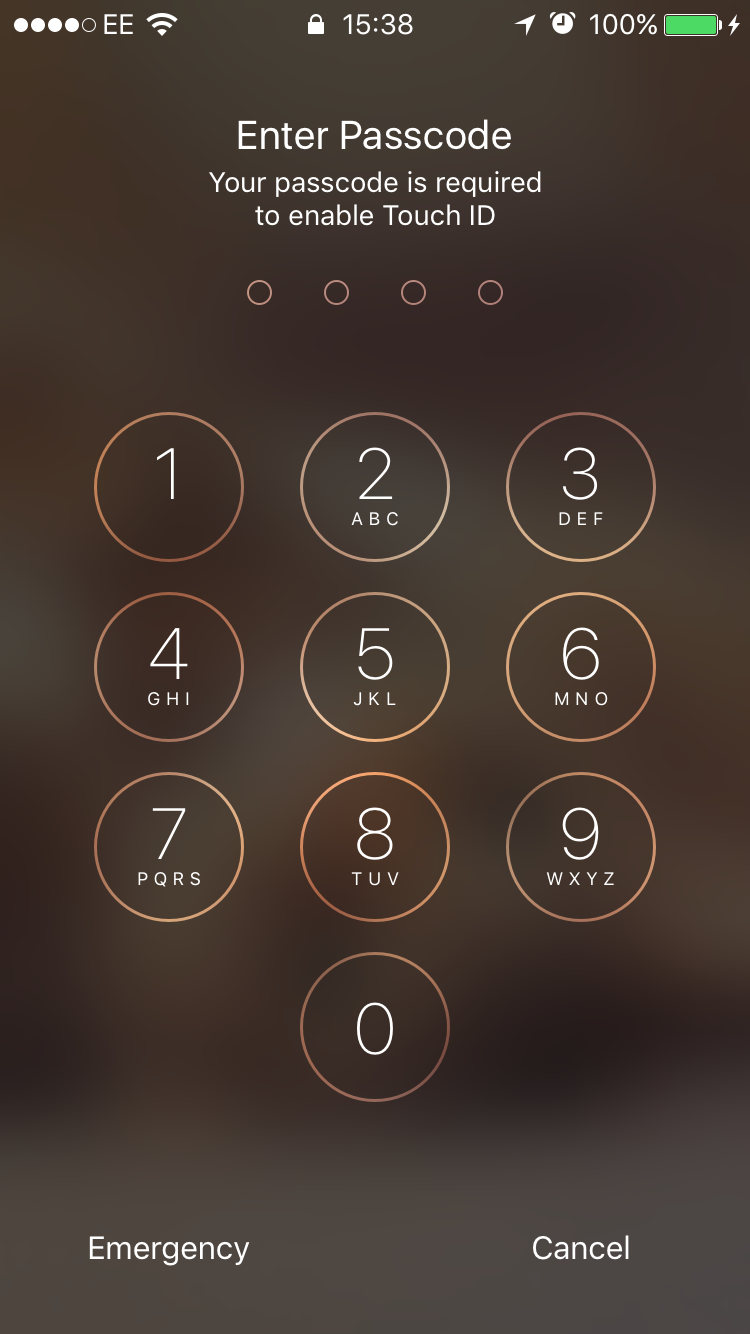 EE 15:38 100%
Enter Passcode
Your passcode is required
to enable Touch ID
1 2 3
ABC DEF
4 5 6
GHI JKL MNO
7 8 9
PQRS TUV WXYZ
0
Emergency Cancel